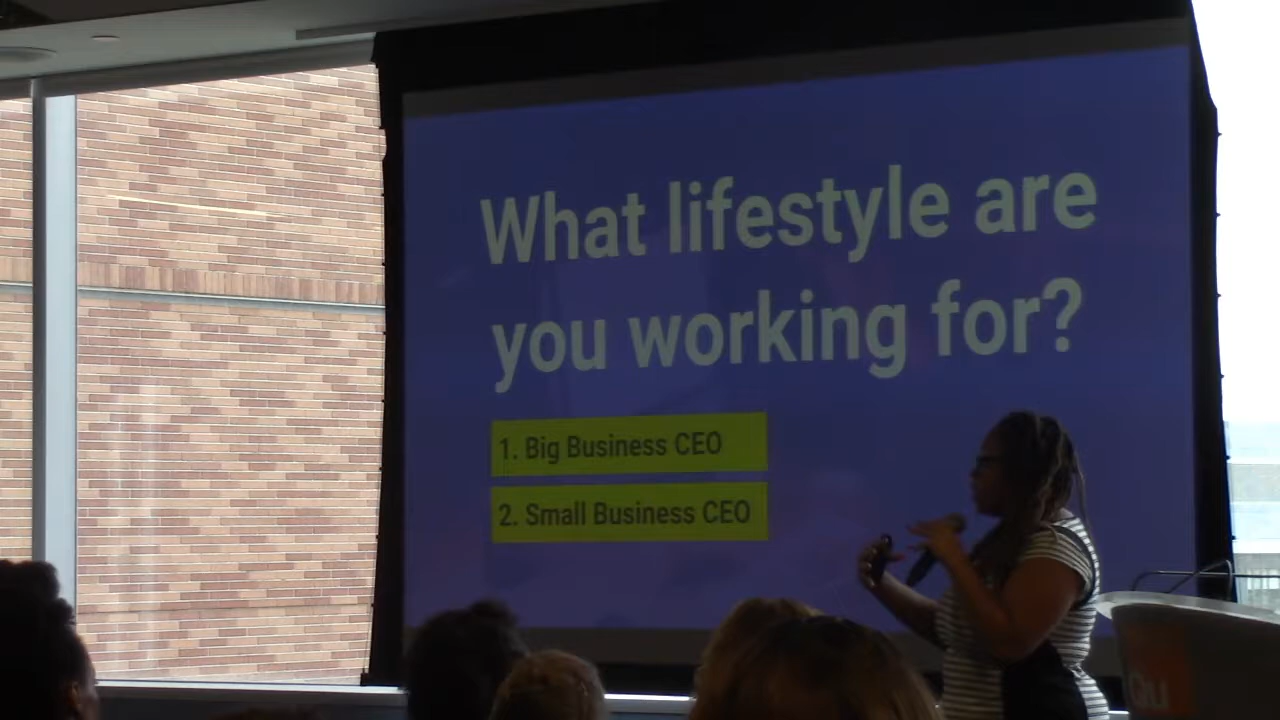 What lifestyle are
you working for?
1. Big Business CEO
2. Small Business CEO